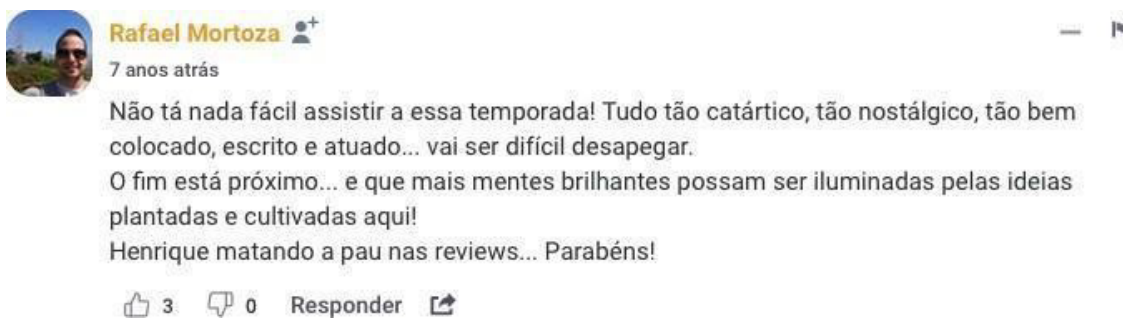 Rafael Mortoza
7 anos atrás
Não tá nada fácil assistir a essa temporada! Tudo tão catártico, tão nostálgico, tão bem
colocado, escrito e atuado... vai ser difícil desapegar.
O fim está próximo... e que mais mentes brilhantes possam ser iluminadas pelas ideias
plantadas e cultivadas aqui!
Henrique matando a pau nas reviews... Parabéns!
3 0 Responder